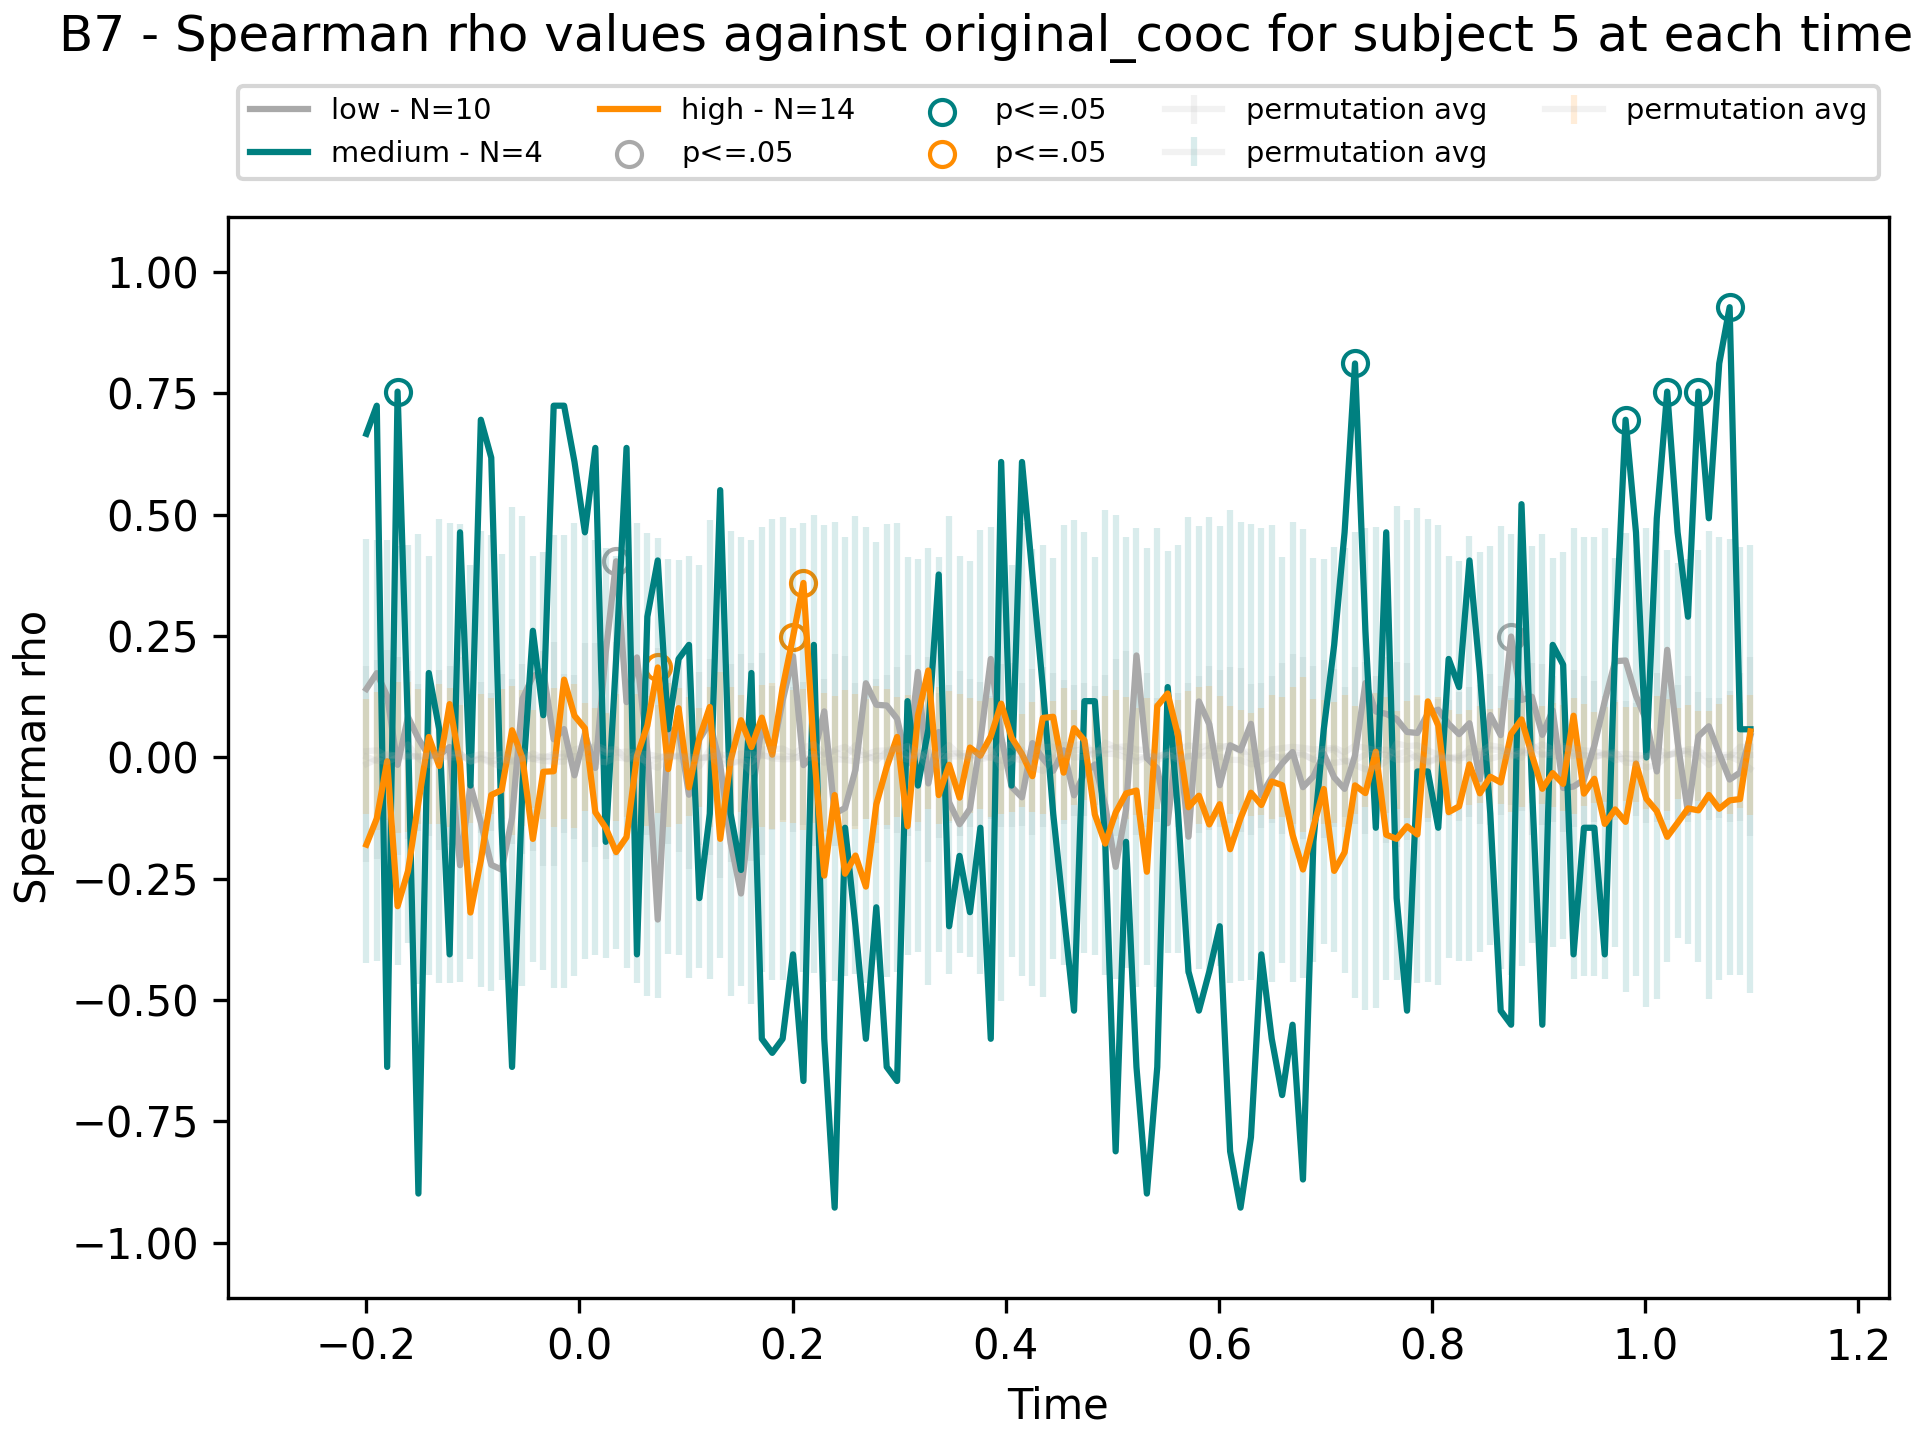 B7 - Spearman rho values against original_cooc for subject 5 at each time
low - N=10 high - N=14 p<=.05 permutation avg permutation avg
medium - N=4 p<=.05 p<=.05 permutation avg
1.00
0.75
0.50
0.25
0.00
−0.25
−0.50
−0.75
−1.00
Spearman rho
−0.2 0.0 0.2 0.4 0.6 0.8 1.0 1.2
Time